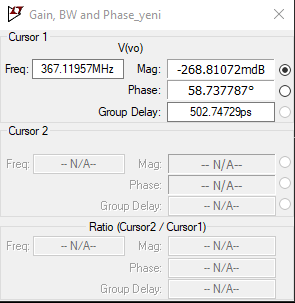 Gain, BW and Phase_yeni
Cursor 1
V(vo)
Freq: 367.11957MHz Mag: -268.81072mdB
Phase: 58.737787°
Group Delay: 502.74729ps
Cursor 2
Freq: -- N/A-- Mag: -- N/A--
Phase: -- N/A--
Group Delay: -- N/A--
Ratio (Cursor2 / Cursor1)
Freq: -- N/A-- Mag: -- N/A--
Phase: -- N/A--
Group Delay: -- N/A--